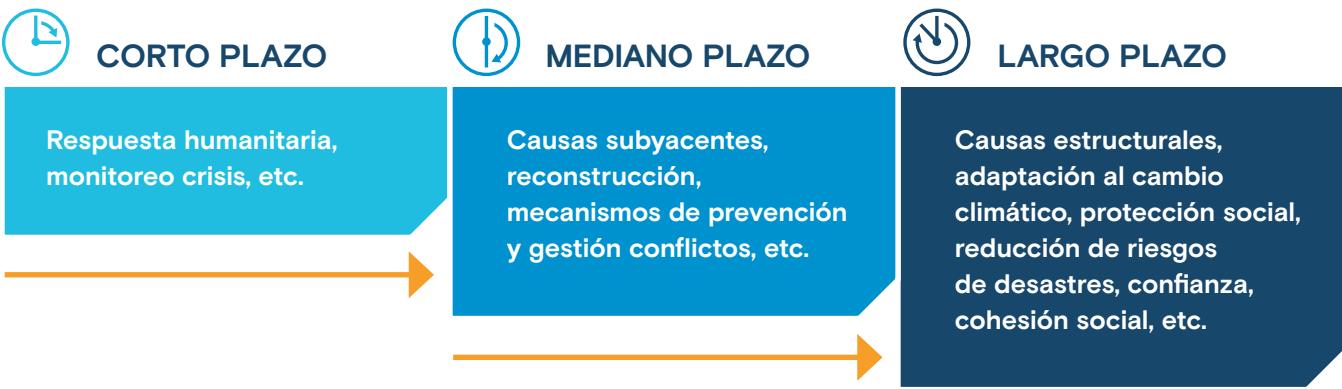 CORTO PLAZO
Respuesta humanitaria,
monitoreo crisis, etc.
MEDIANO PLAZO
Causas subyacentes,
reconstrucción,
mecanismos de prevención
y gestión conflictos, etc.
LARGO PLAZO
Causas estructurales,
adaptación al cambio
climático, protección social,
reducción de riesgos
de desastres, confianza,
cohesión social, etc.